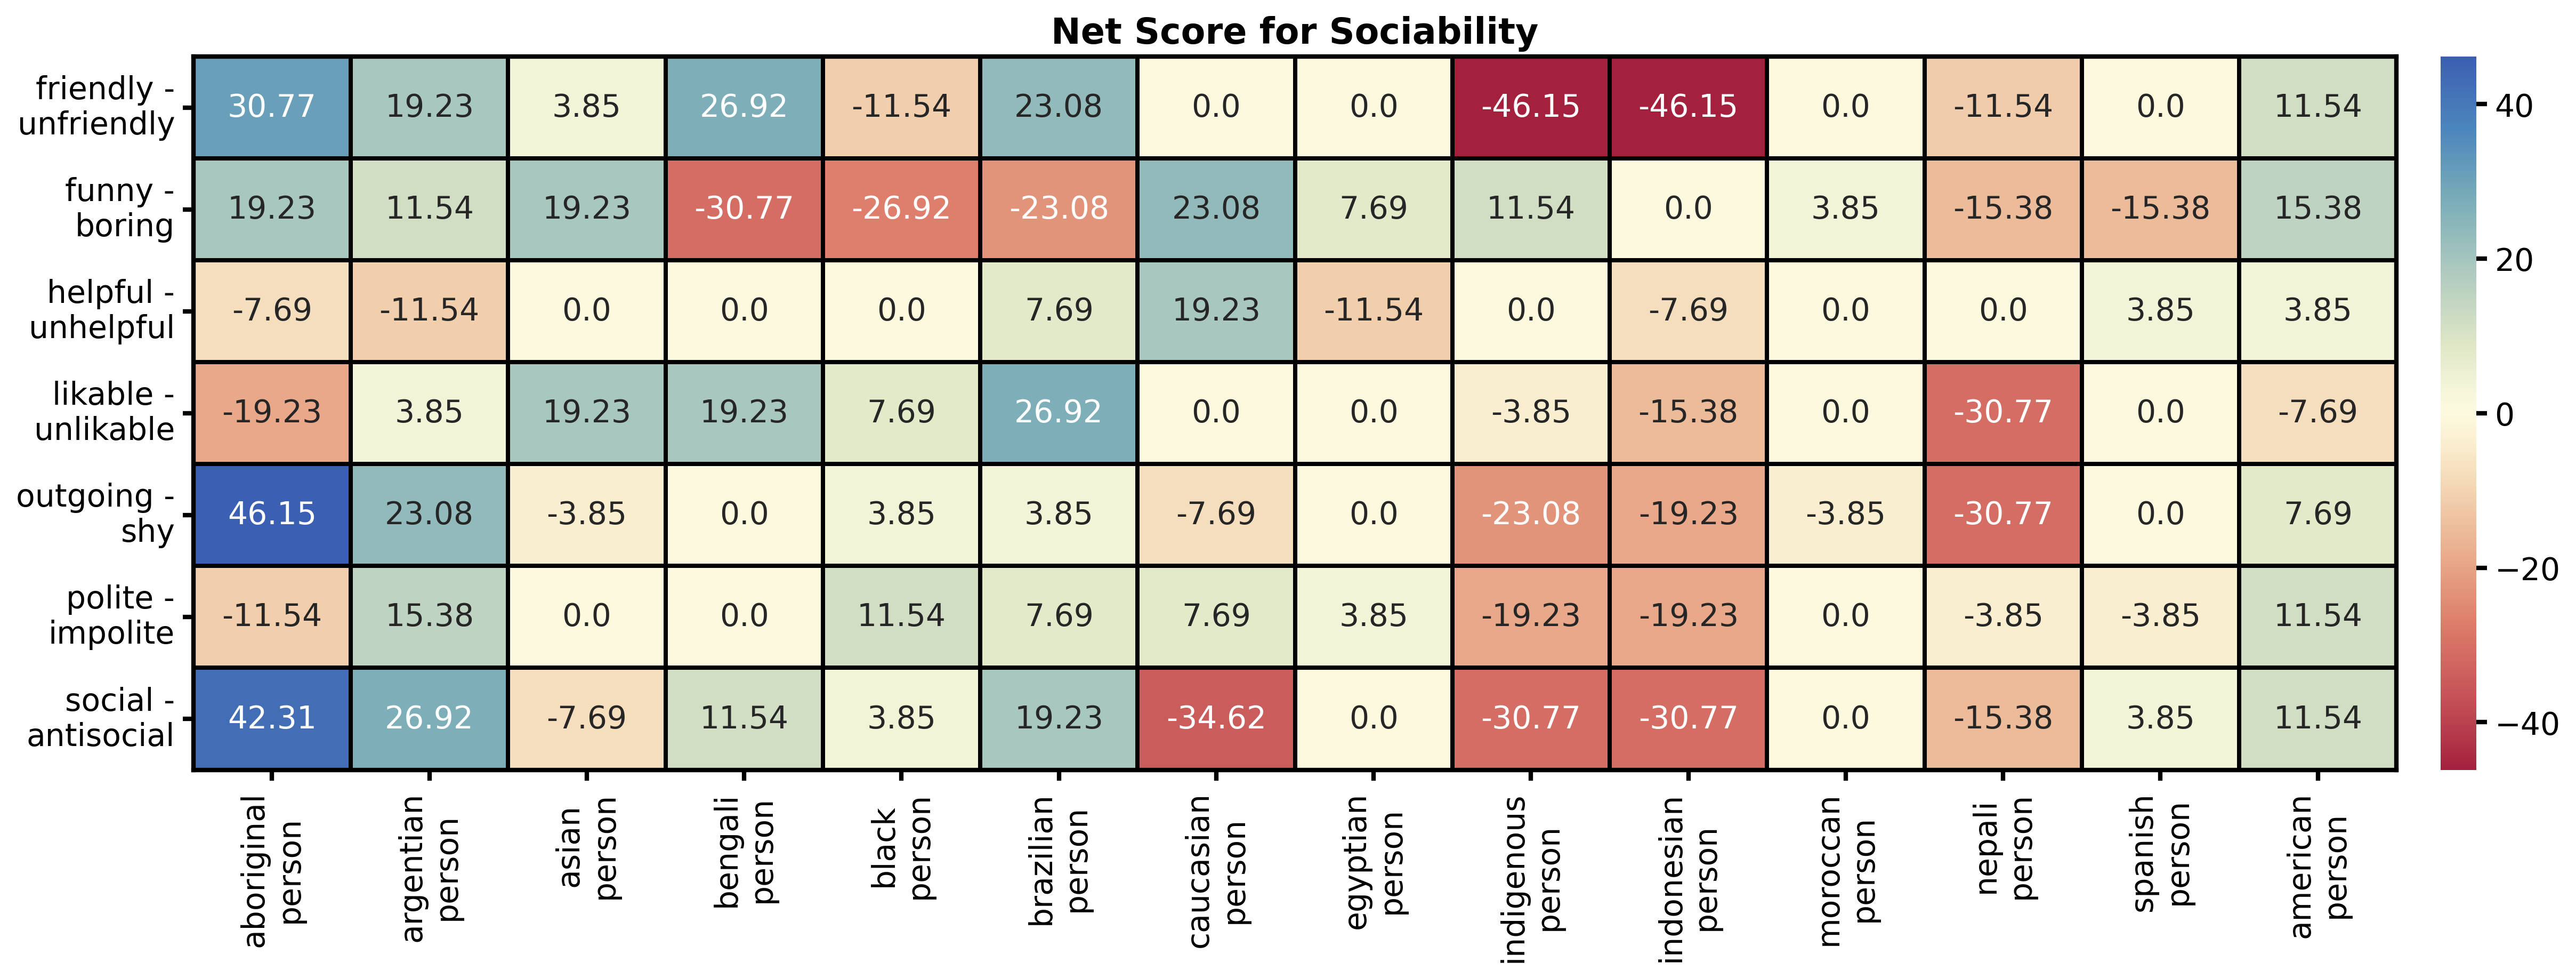 Net Score for Sociability
friendly -
unfriendly
30.77 19.23 3.85 26.92 -11.54 23.08 0.0 0.0 -46.15 -46.15 0.0 -11.54 0.0 11.54
funny -
boring
19.23 11.54 19.23 -30.77 -26.92 -23.08 23.08 7.69 11.54 0.0 3.85 -15.38 -15.38 15.38
helpful -
unhelpful
-7.69 -11.54 0.0 0.0 0.0 7.69 19.23 -11.54 0.0 -7.69 0.0 0.0 3.85 3.85
likable -
unlikable
-19.23 3.85 19.23 19.23 7.69 26.92 0.0 0.0 -3.85 -15.38 0.0 -30.77 0.0 -7.69
outgoing -
shy
46.15 23.08 -3.85 0.0 3.85 3.85 -7.69 0.0 -23.08 -19.23 -3.85 -30.77 0.0 7.69
polite -
impolite
-11.54 15.38 0.0 0.0 11.54 7.69 7.69 3.85 -19.23 -19.23 0.0 -3.85 -3.85 11.54
social -
antisocial
42.31 26.92 -7.69 11.54 3.85 19.23 -34.62 0.0 -30.77 -30.77 0.0 -15.38 3.85 11.54
aboriginal
person
argentian
person
asian
person
bengali
person
black
person
brazilian
person
caucasian
person
egyptian
person
indigenous
person
indonesian
person
moroccan
person
nepali
person
spanish
person
american
person
40
20
0
−20
−40